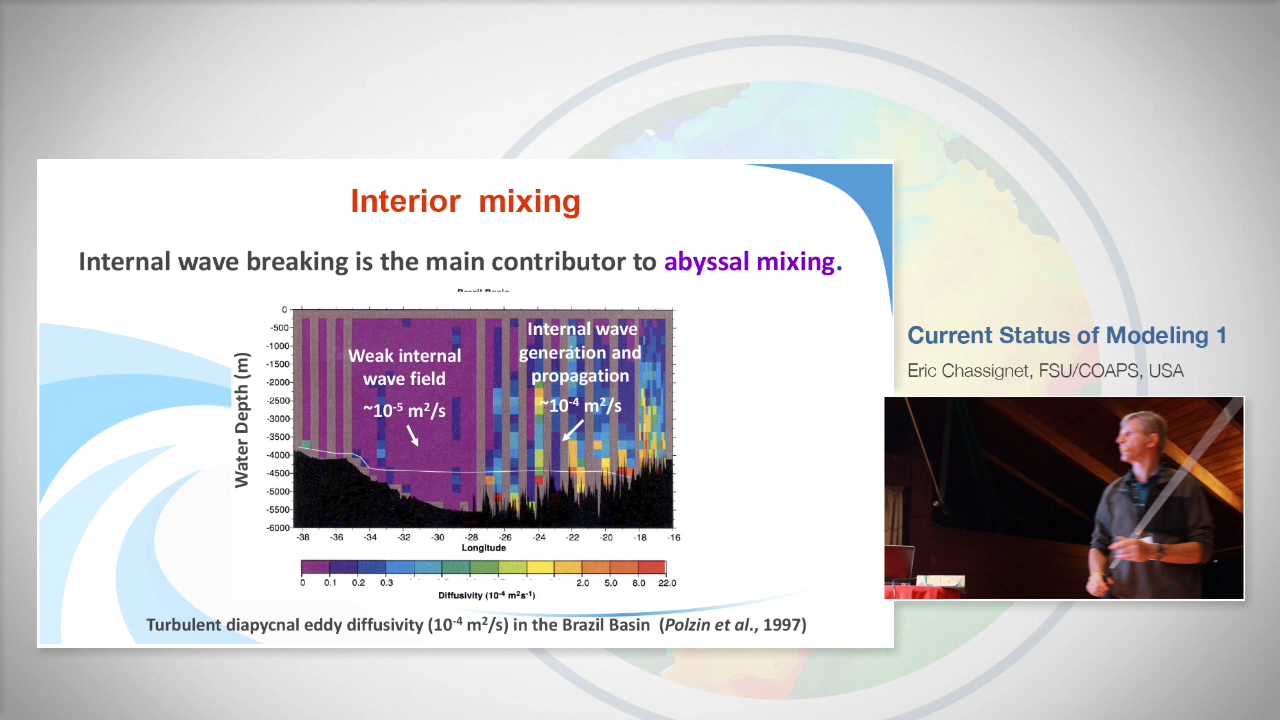 Interior mixing
Internal wave breaking is the main contributor to abyssal mixing.
Brazil Basin
Water Depth (m)
0
-500
-1000
-1500
-2000
-2500
-3000
-3500
-4000
-4500
-5000
-5500
-6000
Weak internal
wave field
~10⁻⁵ m²/s
Internal wave
generation and
propagation
~10⁻⁴ m²/s
-38 -36 -34 -32 -30 -28 -26 -24 -22 -20 -18 -16
Longitude
0 0.1 0.2 0.3 2.0 5.0 8.0 22.0
Diffusivity (10⁻⁴ m²s⁻¹)
Turbulent diapycnal eddy diffusivity (10⁻⁴ m²/s) in the Brazil Basin (Polzin et al., 1997)
Current Status of Modeling 1
Eric Chassignet, FSU/COAPS, USA